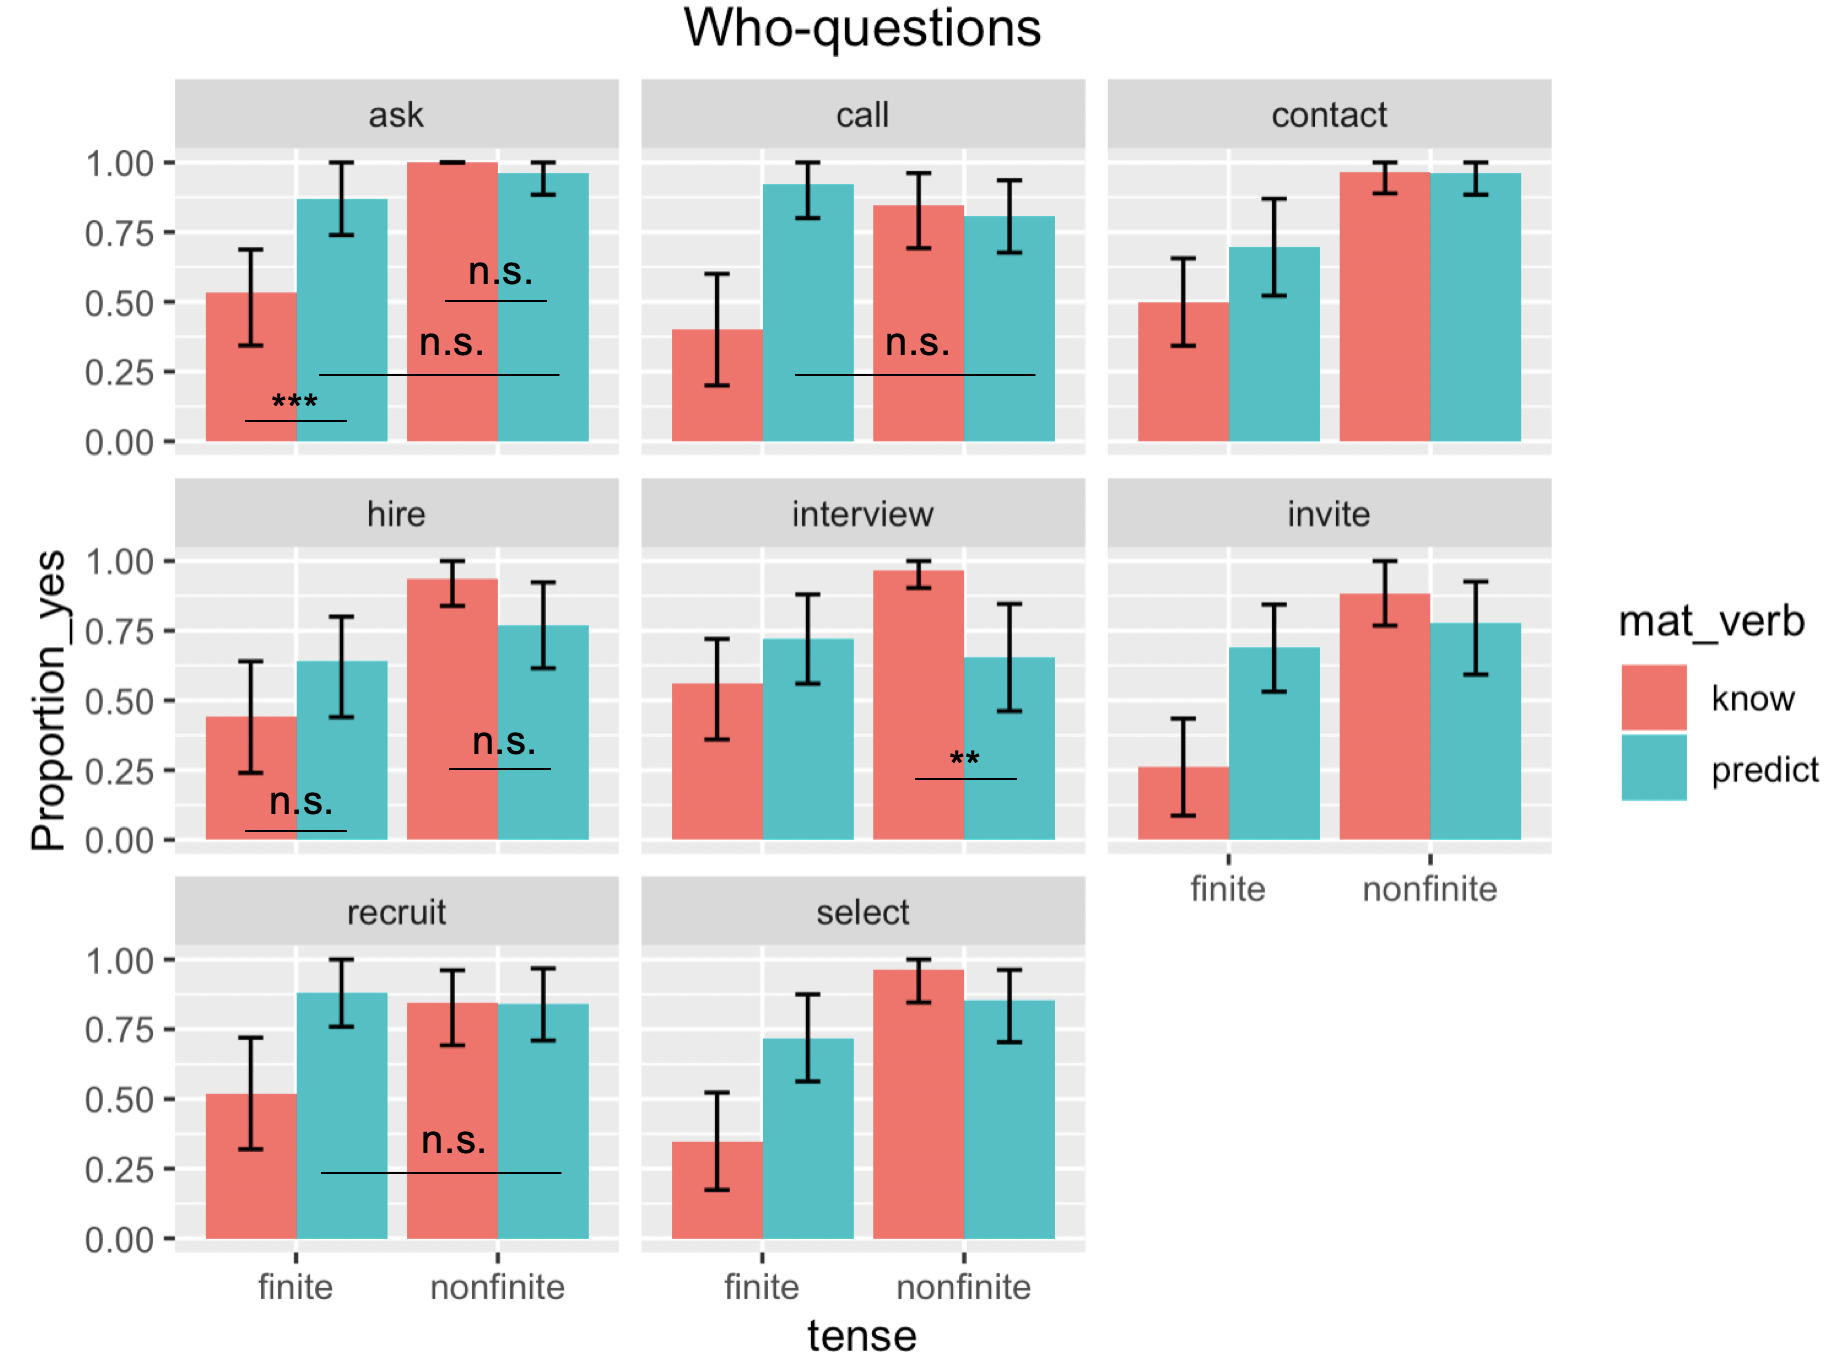 Who-questions
ask
call
contact
1.00
0.75
0.50
0.25
0.00
n.s.
n.s.
***
n.s.
hire
interview
invite
1.00
0.75
0.50
0.25
0.00
n.s.
n.s.
**
finite
nonfinite
recruit
select
1.00
0.75
0.50
0.25
0.00
n.s.
finite
nonfinite
finite
nonfinite
tense
Proportion_yes
mat_verb
know
predict